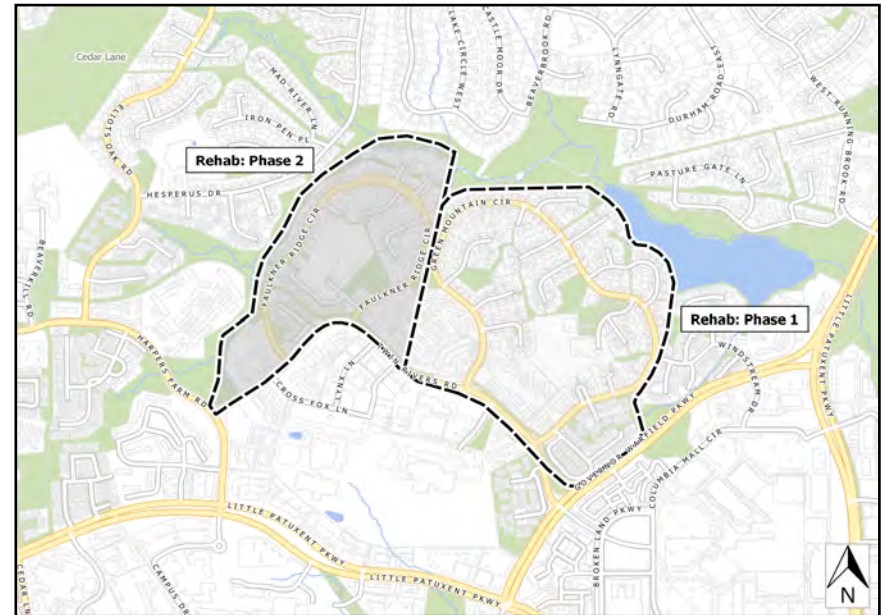 Cedar Lane
ELIOTS OAK RD
MAD RIVER LN
IRON PEN PL
HESPERUS DR
LAKE CIRCLE WEST
CASTLE MOOR DR
BEAVERBROOK RD
LYNNGATE RD
DURHAM ROAD EAST
WEST RUNNING BROOK RD
PASTURE GATE LN
Rehab: Phase 2
GREEN MOUNTAIN CIR
FAULKNER RIDGE CIR
FAULKNER RIDGE CIR
FAULKNER RIDGE CIR
BEAVERKILL RD
HARPERS FARM RD
Rehab: Phase 1
LITTLE PATUXENT PKWY
WINDSTREAM DR
RIVERS RD
LYNX LN
CROSS FOX LN
GOVERNOR WARFIELD PKWY
COLUMBIA MALL CIR
BROKEN LAND PKWY
LITTLE PATUXENT PKWY
LITTLE PATUXENT PKWY
CEDAR LN
CAMPUS DR
N